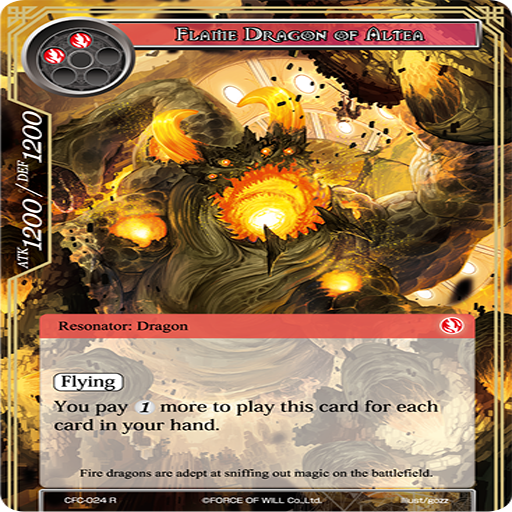 Flame Dragon of Altea
ATK 1200 / DEF 1200
Resonator: Dragon
Flying
You pay 1 more to play this card for each
card in your hand.
Fire dragons are adept at sniffing out magic on the battlefield.
CFC-024 R ©FORCE OF WILL Co.,Ltd. Illust/gozz